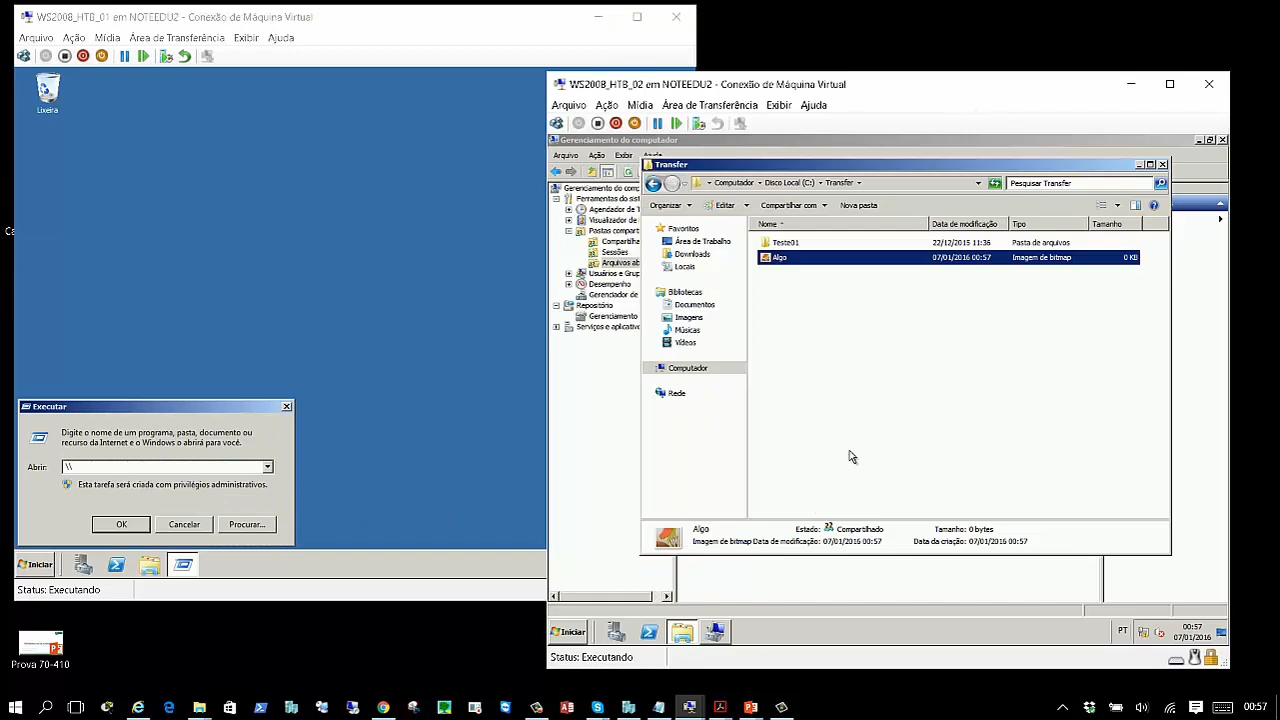 WS2008_HTB_01 em NOTEEDU2 - Conexão de Máquina Virtual
Arquivo Ação Mídia Área de Transferência Exibir Ajuda
Lixeira
Executar
Digite o nome de um programa, pasta, documento ou
recurso da Internet e o Windows o abrirá para você.
Abrir: \\
Esta tarefa será criada com privilégios administrativos.
OK Cancelar Procurar...
Iniciar
Status: Executando
Prova 70-410
WS2008_HTB_02 em NOTEEDU2 - Conexão de Máquina Virtual
Arquivo Ação Mídia Área de Transferência Exibir Ajuda
Gerenciamento do computador
Arquivo Ação Exibir
Gerenciamento do comp
Ferramentas do sis
Agendador de T
Visualizador de
Pastas compart
Compartilha
Sessões
Arquivos ab
Usuários e Grup
Desempenho
Gerenciador de
Repositório
Gerenciamento
Serviços e aplicativo
Transfer
Computador Disco Local (C:) Transfer
Pesquisar Transfer
Organizar Editar Compartilhar com Nova pasta
Favoritos
Área de Trabalho
Downloads
Locais
Bibliotecas
Documentos
Imagens
Músicas
Vídeos
Computador
Rede
Nome Data de modificação Tipo Tamanho
Teste01 22/12/2015 11:36 Pasta de arquivos
Algo 07/01/2016 00:57 Imagem de bitmap 0 KB
Algo Estado: Compartilhado Tamanho: 0 bytes
Imagem de bitmap Data de modificação: 07/01/2016 00:57 Data da criação: 07/01/2016 00:57
Iniciar
PT
00:57
07/01/2016
Status: Executando
00:57